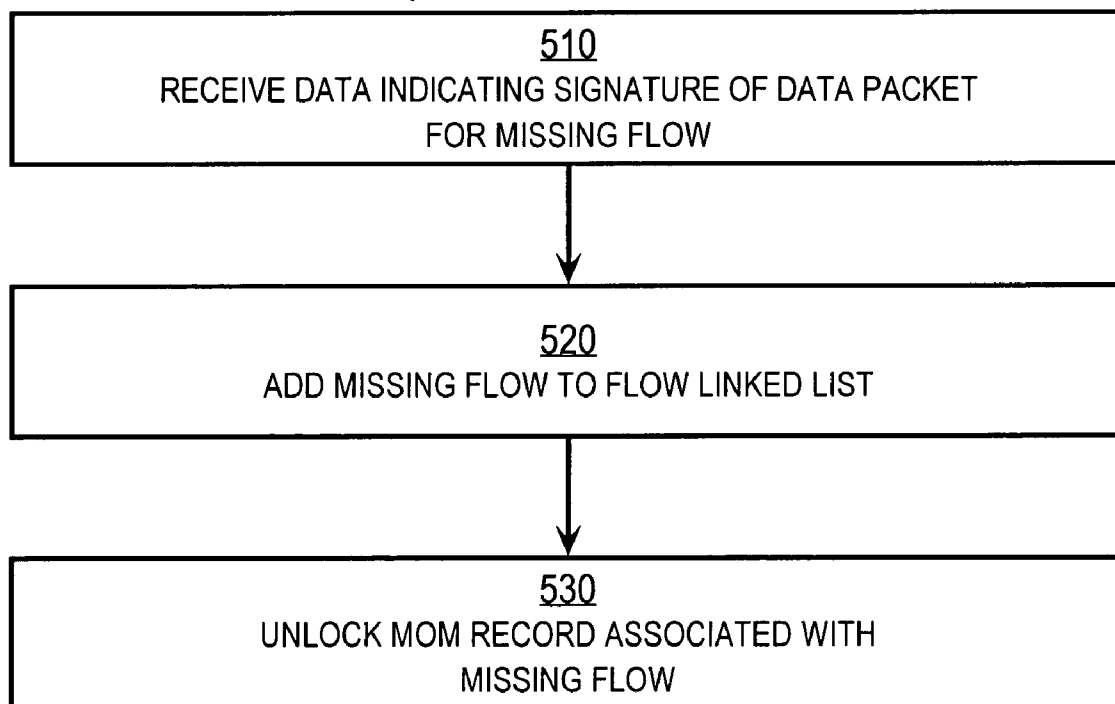 510
RECEIVE DATA INDICATING SIGNATURE OF DATA PACKET
FOR MISSING FLOW
520
ADD MISSING FLOW TO FLOW LINKED LIST
530
UNLOCK MOM RECORD ASSOCIATED WITH
MISSING FLOW